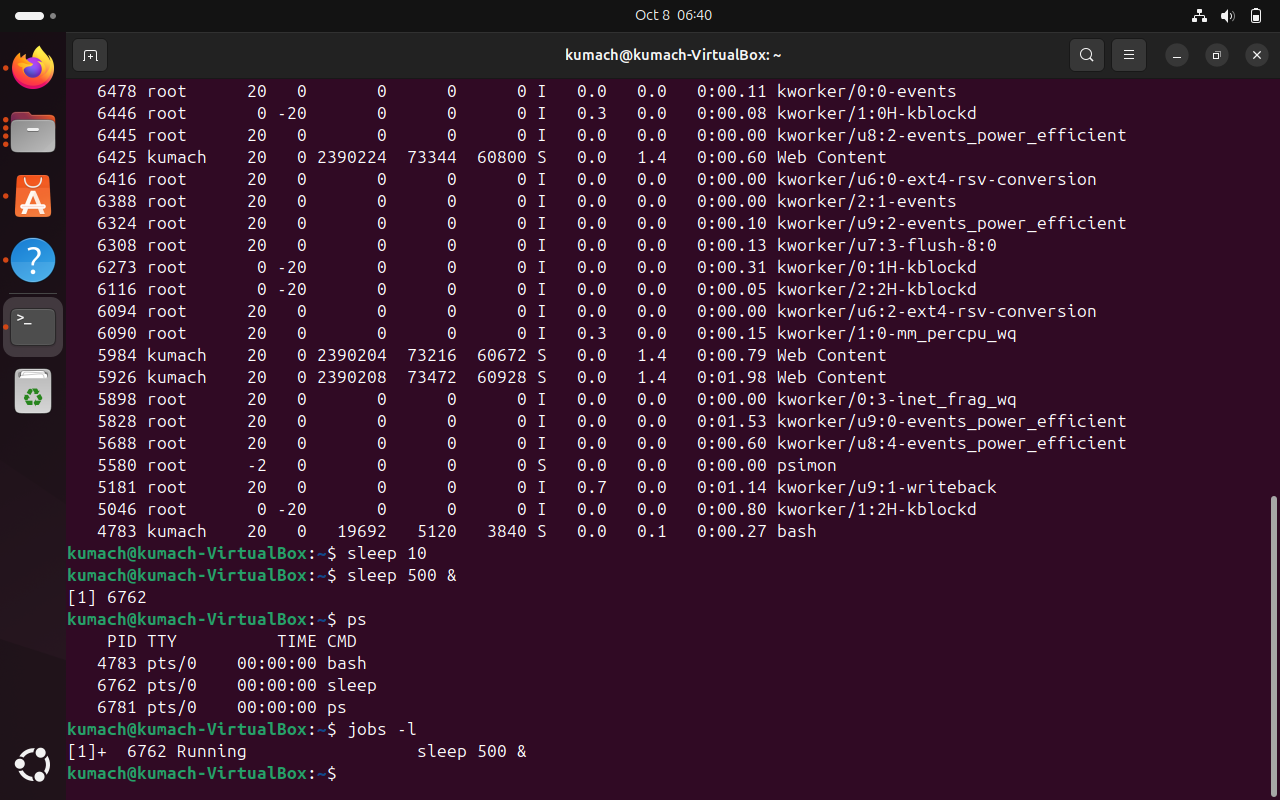 Oct 8 06:40
kumach@kumach-VirtualBox: ~
6478 root 20 0 0 0 0 I 0.0 0.0 0:00.11 kworker/0:0-events
6446 root 0 -20 0 0 0 I 0.3 0.0 0:00.08 kworker/1:0H-kblockd
6445 root 20 0 0 0 0 I 0.0 0.0 0:00.00 kworker/u8:2-events_power_efficient
6425 kumach 20 0 2390224 73344 60800 S 0.0 1.4 0:00.60 Web Content
6416 root 20 0 0 0 0 I 0.0 0.0 0:00.00 kworker/u6:0-ext4-rsv-conversion
6388 root 20 0 0 0 0 I 0.0 0.0 0:00.00 kworker/2:1-events
6324 root 20 0 0 0 0 I 0.0 0.0 0:00.10 kworker/u9:2-events_power_efficient
6308 root 20 0 0 0 0 I 0.0 0.0 0:00.13 kworker/u7:3-flush-8:0
6273 root 0 -20 0 0 0 I 0.0 0.0 0:00.31 kworker/0:1H-kblockd
6116 root 0 -20 0 0 0 I 0.0 0.0 0:00.05 kworker/2:2H-kblockd
6094 root 20 0 0 0 0 I 0.0 0.0 0:00.00 kworker/u6:2-ext4-rsv-conversion
6090 root 20 0 0 0 0 I 0.3 0.0 0:00.15 kworker/1:0-mm_percpu_wq
5984 kumach 20 0 2390204 73216 60672 S 0.0 1.4 0:00.79 Web Content
5926 kumach 20 0 2390208 73472 60928 S 0.0 1.4 0:01.98 Web Content
5898 root 20 0 0 0 0 I 0.0 0.0 0:00.00 kworker/0:3-inet_frag_wq
5828 root 20 0 0 0 0 I 0.0 0.0 0:01.53 kworker/u9:0-events_power_efficient
5688 root 20 0 0 0 0 I 0.0 0.0 0:00.60 kworker/u8:4-events_power_efficient
5580 root -2 0 0 0 0 S 0.0 0.0 0:00.00 psimon
5181 root 20 0 0 0 0 I 0.7 0.0 0:01.14 kworker/u9:1-writeback
5046 root 0 -20 0 0 0 I 0.0 0.0 0:00.80 kworker/1:2H-kblockd
4783 kumach 20 0 19692 5120 3840 S 0.0 0.1 0:00.27 bash
kumach@kumach-VirtualBox:~$ sleep 10
kumach@kumach-VirtualBox:~$ sleep 500 &
[1] 6762
kumach@kumach-VirtualBox:~$ ps
PID TTY TIME CMD
4783 pts/0 00:00:00 bash
6762 pts/0 00:00:00 sleep
6781 pts/0 00:00:00 ps
kumach@kumach-VirtualBox:~$ jobs -l
[1]+ 6762 Running sleep 500 &
kumach@kumach-VirtualBox:~$